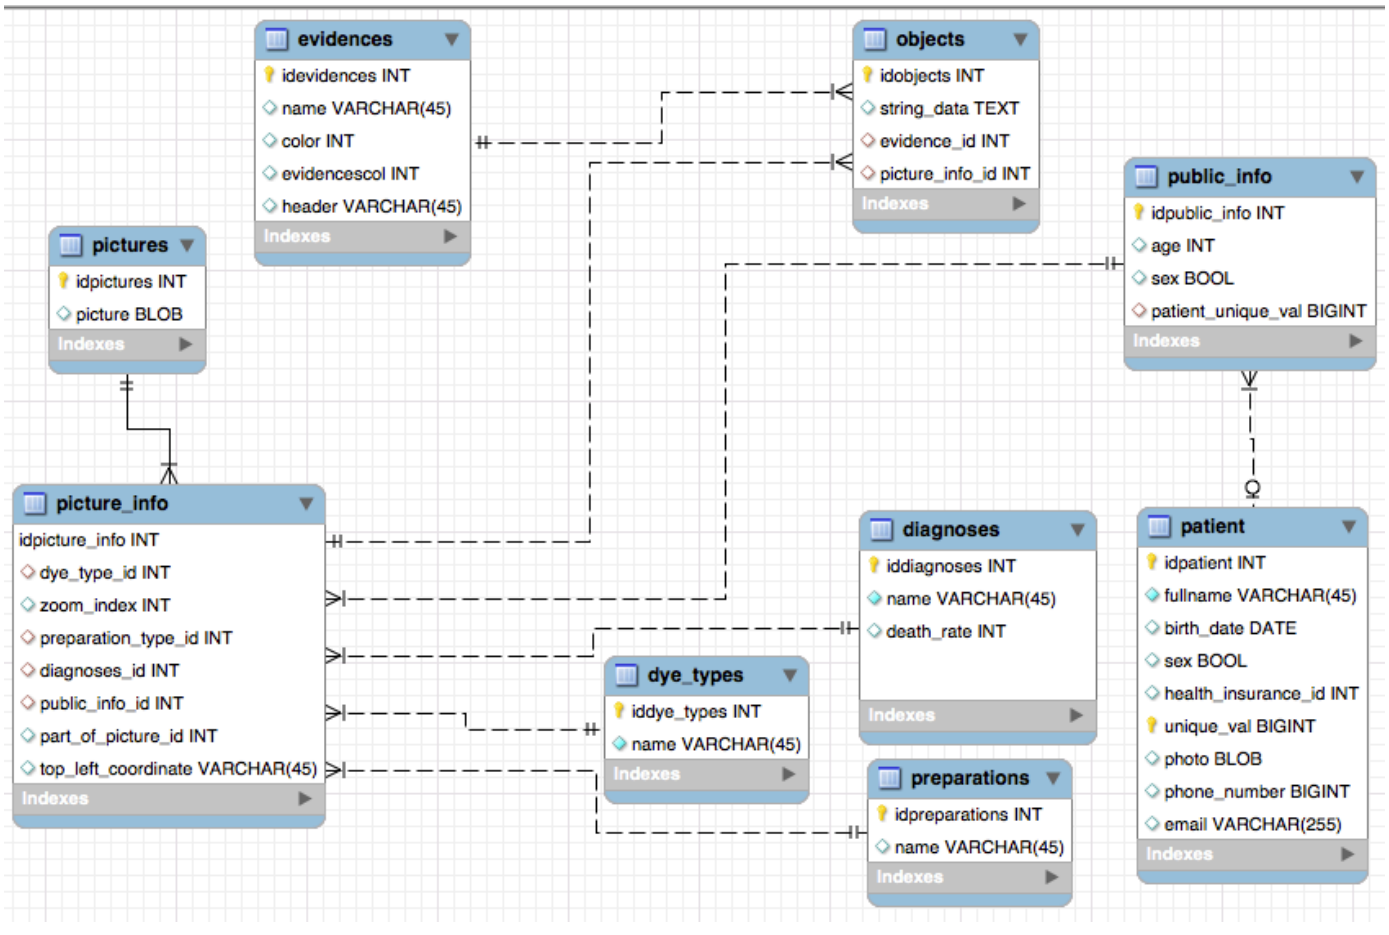 evidences
idevidences INT
name VARCHAR(45)
color INT
evidencescol INT
header VARCHAR(45)
Indexes
objects
idobjects INT
string_data TEXT
evidence_id INT
picture_info_id INT
Indexes
public_info
idpublic_info INT
age INT
sex BOOL
patient_unique_val BIGINT
Indexes
pictures
idpictures INT
picture BLOB
Indexes
picture_info
idpicture_info INT
dye_type_id INT
zoom_index INT
preparation_type_id INT
diagnoses_id INT
public_info_id INT
part_of_picture_id INT
top_left_coordinate VARCHAR(45)
Indexes
diagnoses
iddiagnoses INT
name VARCHAR(45)
death_rate INT
Indexes
patient
idpatient INT
fullname VARCHAR(45)
birth_date DATE
sex BOOL
health_insurance_id INT
unique_val BIGINT
photo BLOB
phone_number BIGINT
email VARCHAR(255)
Indexes
dye_types
iddye_types INT
name VARCHAR(45)
Indexes
preparations
idpreparations INT
name VARCHAR(45)
Indexes